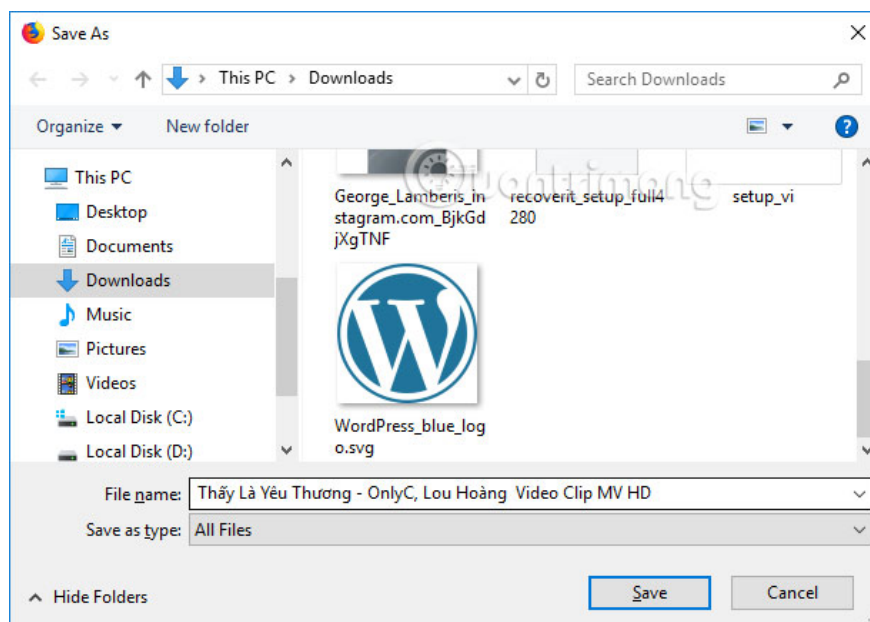 Save As
This PC > Downloads
Search Downloads
Organize
New folder
This PC
Desktop
Documents
Downloads
Music
Pictures
Videos
Local Disk (C:)
Local Disk (D:)
Quantrimang
George_Lamberis_in
stagram.com_BjkGd
jXgTNF
recoverit_setup_full4
280
setup_vi
WordPress_blue_log
o.svg
File name: Thấy Là Yêu Thương - OnlyC, Lou Hoàng  Video Clip MV HD
Save as type: All Files
Hide Folders
Save
Cancel